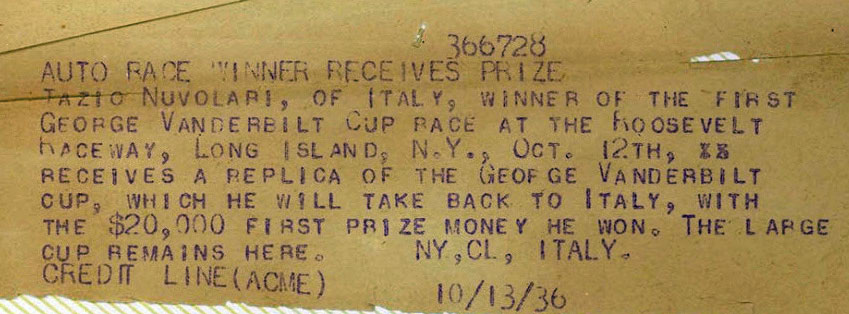 366728
AUTO RACE WINNER RECEIVES PRIZE
TAZIO NUVOLARI, OF ITALY, WINNER OF THE FIRST
GEORGE VANDERBILT CUP RACE AT THE ROOSEVELT
RACEWAY, LONG ISLAND, N.Y., OCT. 12TH, XX
RECEIVES A REPLICA OF THE GEORGE VANDERBILT
CUP, WHICH HE WILL TAKE BACK TO ITALY, WITH
THE $20,000 FIRST PRIZE MONEY HE WON. THE LARGE
CUP REMAINS HERE. NY,CL, ITALY.
CREDIT LINE(ACME)
10/13/36